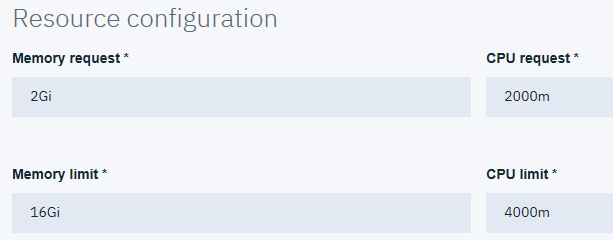 Resource configuration
Memory request * CPU request *
2Gi 2000m
Memory limit * CPU limit *
16Gi 4000m